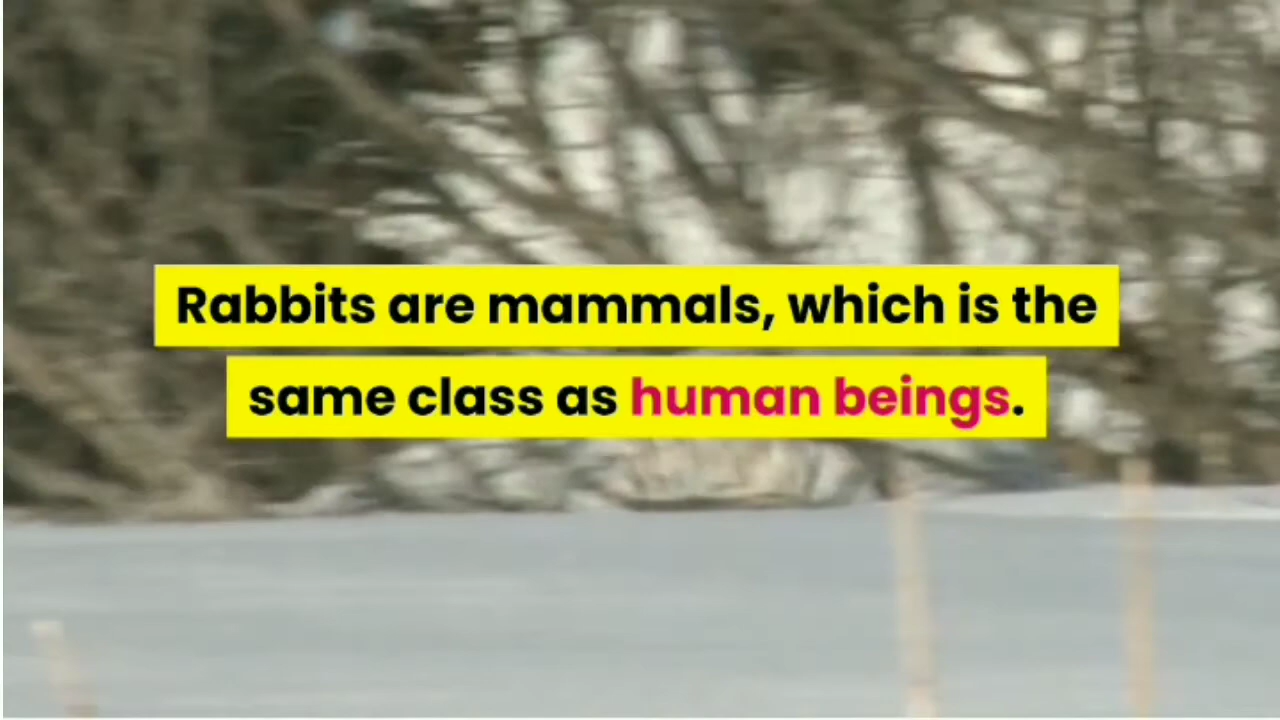 Rabbits are mammals, which is the
same class as human beings.